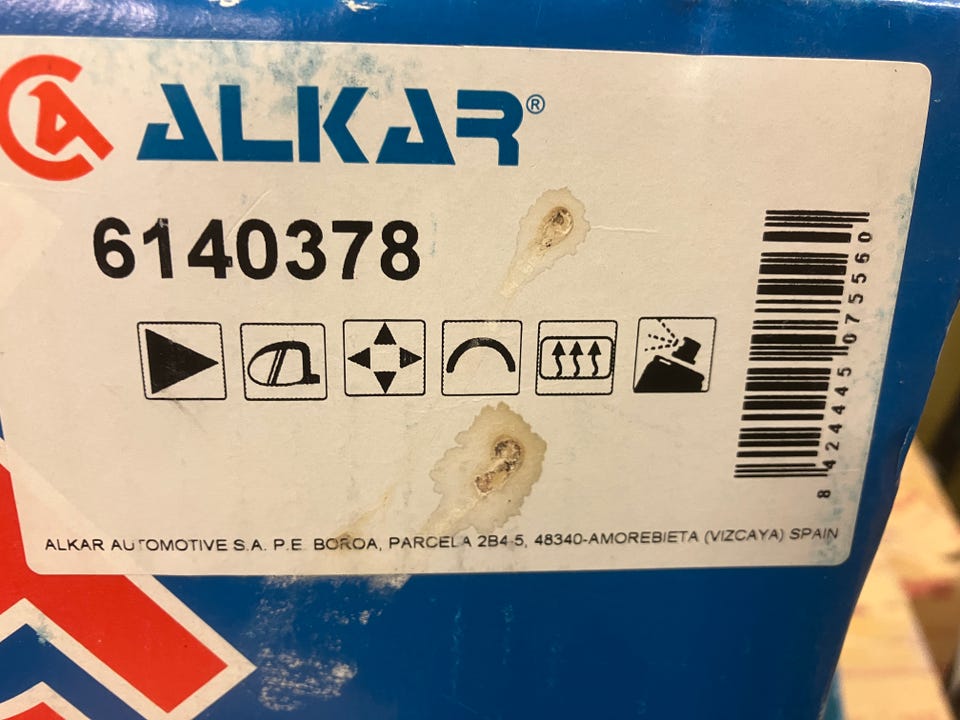 ALKAR®
6140378
8 424445 075560
ALKAR AUTOMOTIVE S.A. P.E. BOROA, PARCELA 2B4-5, 48340-AMOREBIETA (VIZCAYA) SPAIN